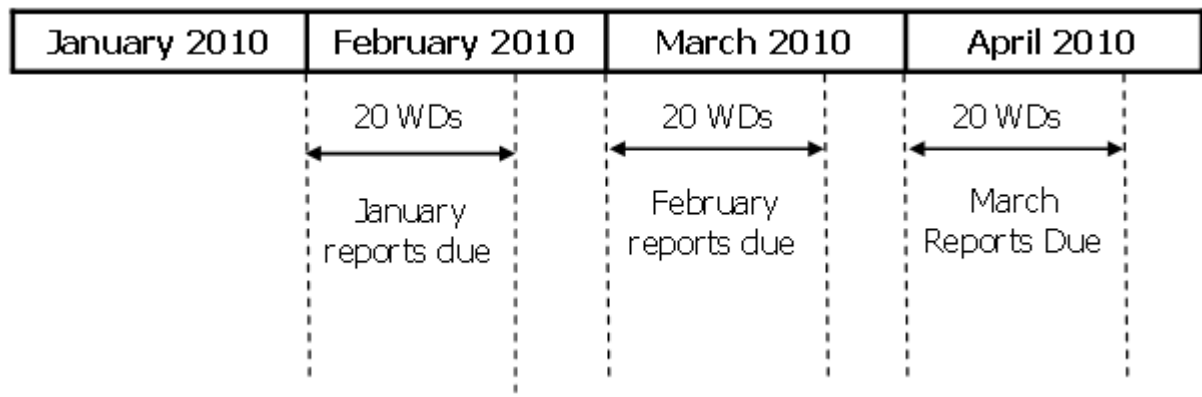 January 2010 February 2010 March 2010 April 2010
20 WDs 20 WDs 20 WDs
January
reports due
February
reports due
March
Reports Due